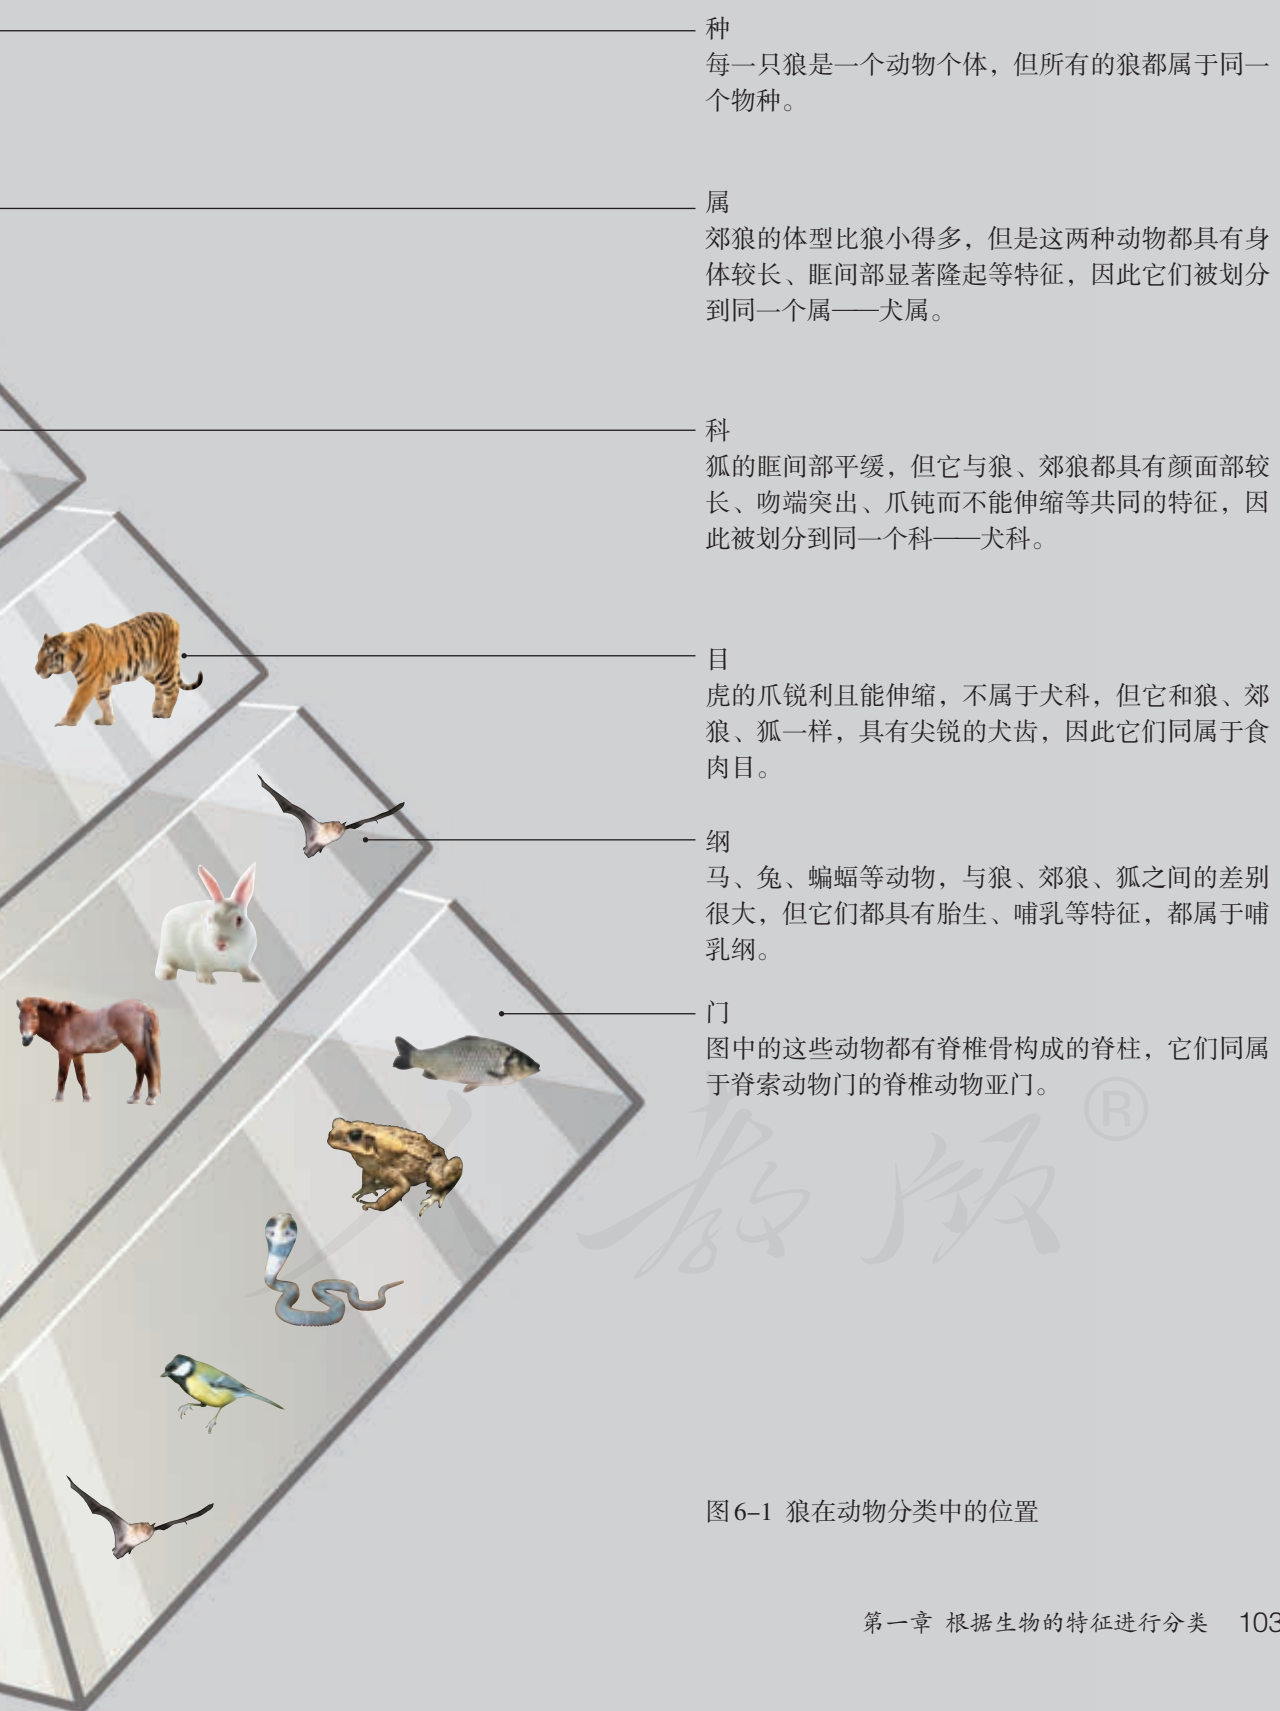 种
每一只狼是一个动物个体，但所有的狼都属于同一
个物种。
属
郊狼的体型比狼小得多，但是这两种动物都具有身
体较长、眶间部显著隆起等特征，因此它们被划分
到同一个属——犬属。
科
狐的眶间部平缓，但它与狼、郊狼都具有颜面部较
长、吻端突出、爪钝而不能伸缩等共同的特征，因
此被划分到同一个科——犬科。
目
虎的爪锐利且能伸缩，不属于犬科，但它和狼、郊
狼、狐一样，具有尖锐的犬齿，因此它们同属于食
肉目。
纲
马、兔、蝙蝠等动物，与狼、郊狼、狐之间的差别
很大，但它们都具有胎生、哺乳等特征，都属于哺
乳纲。
门
图中的这些动物都有脊椎骨构成的脊柱，它们同属
于脊索动物门的脊椎动物亚门。
人教版®
图6-1 狼在动物分类中的位置
第一章 根据生物的特征进行分类 103